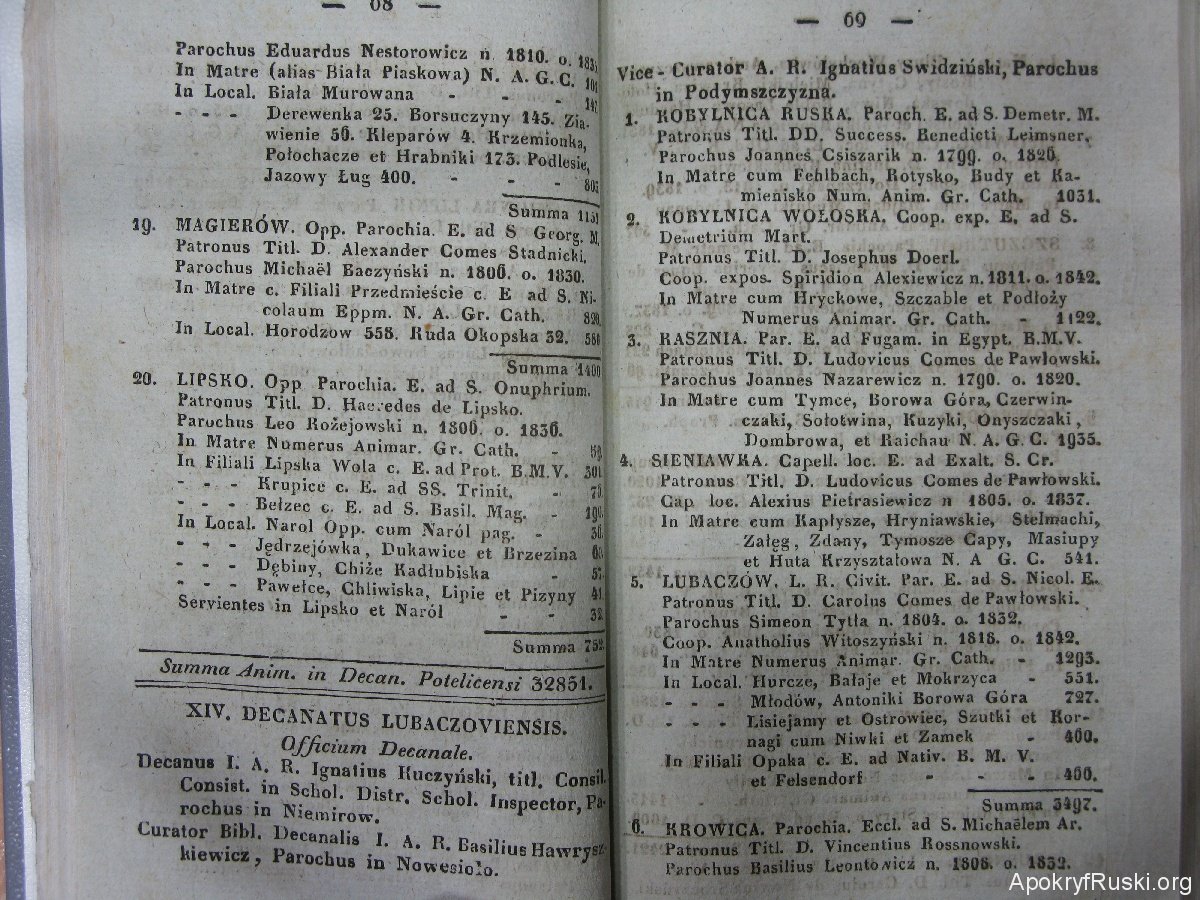 — 68 —
Parochus Eduardus Nestorowicz n. 1810. o.
In Matre (alias Biała Piaskowa) N. A. G. C.
In Local. Biała Murowana - - - 147
- - - Derewenka 25. Borsuczyny 145. Zia-
wienie 56. Kleparów 4. Krzemionka,
Połochacze et Hrabniki 173. Podlesie,
Jazowy Ług 400. - - - 803
Summa 1151
19. MAGIERÓW. Opp. Parochia. E. ad S Georg. M.
Patronus Titl. D. Alexander Comes Stadnicki.
Parochus Michaël Baczyński n. 1806. o. 1830.
In Matre c. Filiali Przedmieście c. E ad S. Ni-
colaum Eppm. N. A. Gr. Cath. 820.
In Local. Horodzow 558. Ruda Okopska 32. 580
Summa 1400
20. LIPSKO. Opp Parochia. E. ad S. Onuphrium.
Patronus Titl. D. Haeredes de Lipsko.
Parochus Leo Rożejowski n. 1806. o. 1836.
In Matre Numerus Animar. Gr. Cath. -
In Filiali Lipska Wola c. E. ad Prot. B.M.V. 301.
- - - Krupice c. E. ad SS. Trinit. -
- - - Bełzec c. E. ad S. Basil. Mag. -
In Local. Narol Opp. cum Naról pag. -
- - - Jędrzejówka, Dukawice et Brzezina
- - - Dębiny, Chiże Kadłubiska -
- - - Pawełce, Chliwiska, Lipie et Pizyny 41.
Servientes in Lipsko et Naról - - 32.
Summa 752.
Summa Anim. in Decan. Potelicensi 32851.
XIV. DECANATUS LUBACZOVIENSIS.
Officium Decanale.
Decanus I. A. R. Ignatius Kuczyński, titl. Consil.
Consist. in Schol. Distr. Schol. Inspector, Pa-
rochus in Niemirow.
Curator Bibl. Decanalis I. A. R. Basilius Hawrysz-
kiewicz, Parochus in Nowesioło.
— 69 —
Vice-Curator A. R. Ignatius Swidziński, Parochus
in Podymszczyzna.
1. KOBYLNICA RUSKA. Paroch. E. ad S. Demetr. M.
Patronus Titl. DD. Success. Benedicti Leimsner.
Parochus Joannes Csiszarik n. 1799. o. 1826.
In Matre cum Fehlbach, Rotysko, Budy et Ka-
mienisko Num. Anim. Gr. Cath. 1031.
2. KOBYLNICA WOŁOSKA. Coop. exp. E. ad S.
Demetrium Mart.
Patronus Titl. D. Josephus Doerl.
Coop. expos. Spiridion Alexiewicz n. 1811. o. 1842.
In Matre cum Hryckowe, Szczable et Podłoży
Numerus Animar. Gr. Cath. - 1122.
3. BASZNIA. Par. E. ad Fugam. in Egypt. B.M.V.
Patronus Titl. D. Ludovicus Comes de Pawłowski.
Parochus Joannes Nazarewicz n. 1790. o. 1820.
In Matre cum Tymce, Borowa Góra, Czerwin-
czaki, Sołotwina, Kuzyki, Onyszczaki,
Dombrowa, et Raichau N. A. G. C. 1935.
4. SIENIAWKA. Capell. loc. E. ad Exalt. S. Cr.
Patronus Titl. D. Ludovicus Comes de Pawłowski.
Cap loc. Alexius Pietrasiewicz n 1805. o. 1837.
In Matre cum Kapłysze, Hryniawskie, Stelmachi,
Załęg, Zdany, Tymosze Capy, Masiupy
et Huta Krzyształowa N. A G. C. 541.
5. LUBACZÓW. L. R. Civit. Par. E. ad S. Nicol. E.
Patronus Titl. D. Carolus Comes de Pawłowski.
Parochus Simeon Tytła n. 1804. o. 1832.
Coop. Anatholius Witoszyński n. 1818. o. 1842.
In Matre Numerus Animar. Gr. Cath. - 1293.
In Local. Hurcze, Bałaje et Mokrzyca - 551.
- - - Młodów, Antoniki Borowa Góra 727.
- - - Lisiejamy et Ostrowiec, Szutki et Kor-
nagi cum Niwki et Zamek - 460.
In Filiali Opaka c. E. ad Nativ. B. M. V.
et Felsendorf - - - 466.
Summa 3497.
6. KROWICA. Parochia. Eccl. ad S. Michaëlem Ar.
Patronus Titl. D. Vincentius Rossnowski.
Parochus Basilius Leontowicz n. 1808. o. 1832.
ApokryfRuski.org